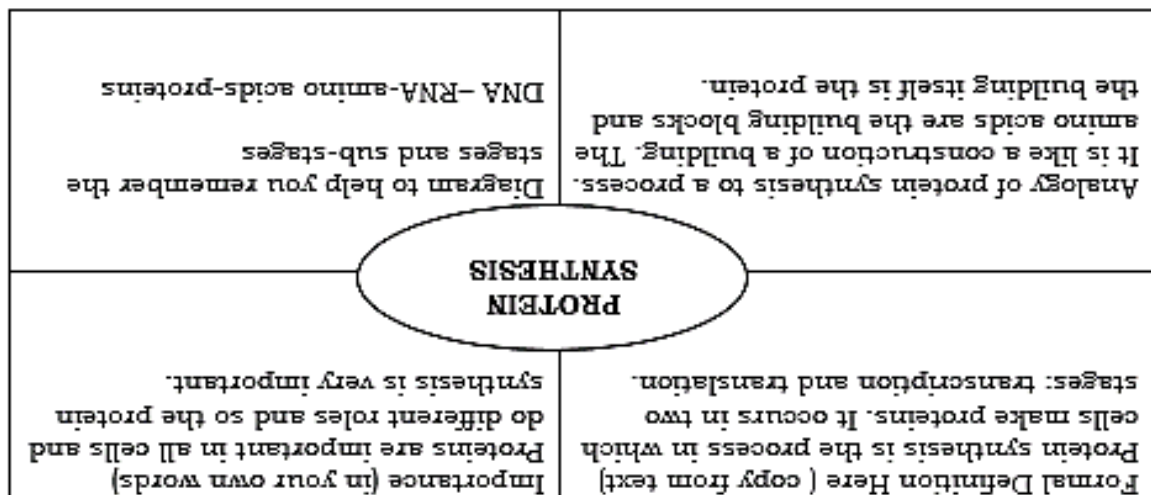 Formal Definition Here ( copy from text)
Protein synthesis is the process in which
cells make proteins. It occurs in two
stages: transcription and translation.
Importance (in your own words)
Proteins are important in all cells and
do different roles and so the protein
synthesis is very important.
PROTEIN
SYNTHESIS
Analogy of protein synthesis to a process.
It is like a construction of a building. The
amino acids are the building blocks and
the building itself is the protein.
Diagram to help you remember the
stages and sub-stages
DNA –RNA-amino acids-proteins